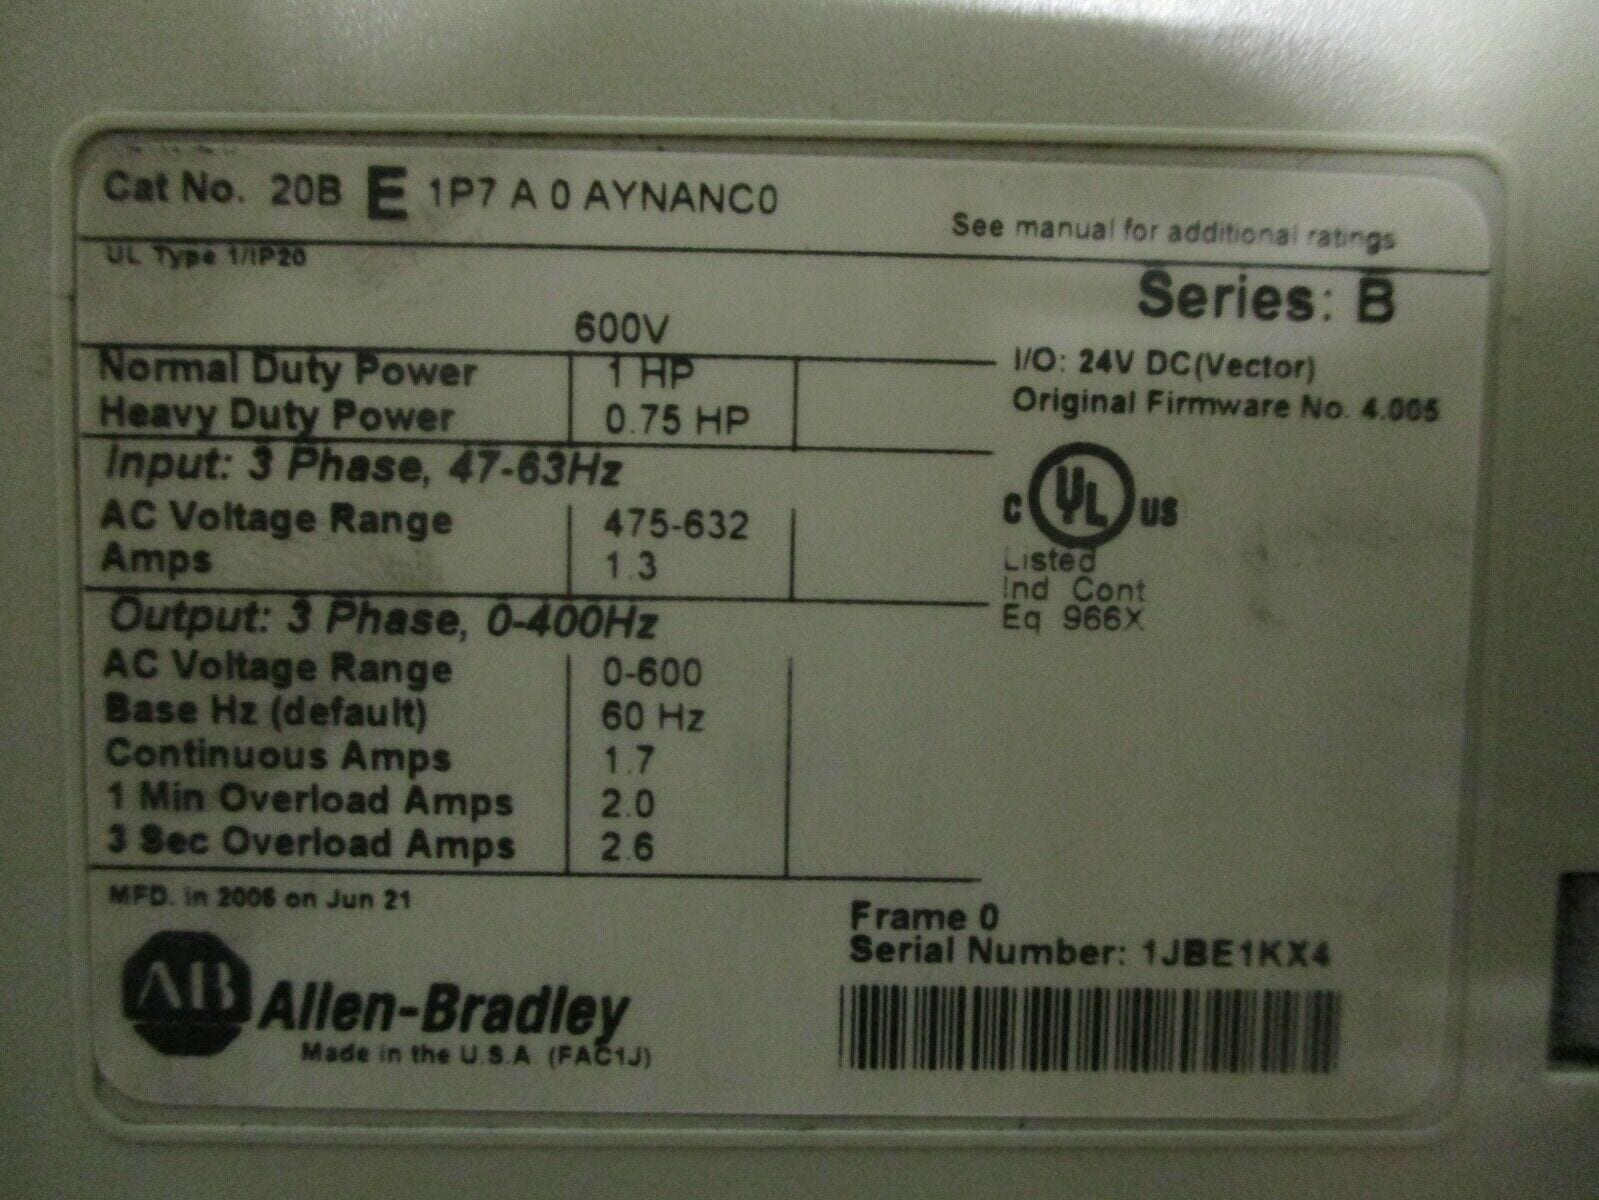 Cat No. 20B E 1P7 A 0 AYNANC0
See manual for additional ratings
UL Type 1/IP20
Series: B
600V
I/O: 24V DC(Vector)
Normal Duty Power 1 HP
Original Firmware No. 4.005
Heavy Duty Power 0.75 HP
Input: 3 Phase, 47-63Hz
AC Voltage Range 475-632
Amps 1.3
C UL US
Listed
Ind Cont
Eq 966X
Output: 3 Phase, 0-400Hz
AC Voltage Range 0-600
Base Hz (default) 60 Hz
Continuous Amps 1.7
1 Min Overload Amps 2.0
3 Sec Overload Amps 2.6
MFD. in 2006 on Jun 21
Frame 0
Serial Number: 1JBE1KX4
AB Allen-Bradley
Made in the U.S.A. (FAC1J)